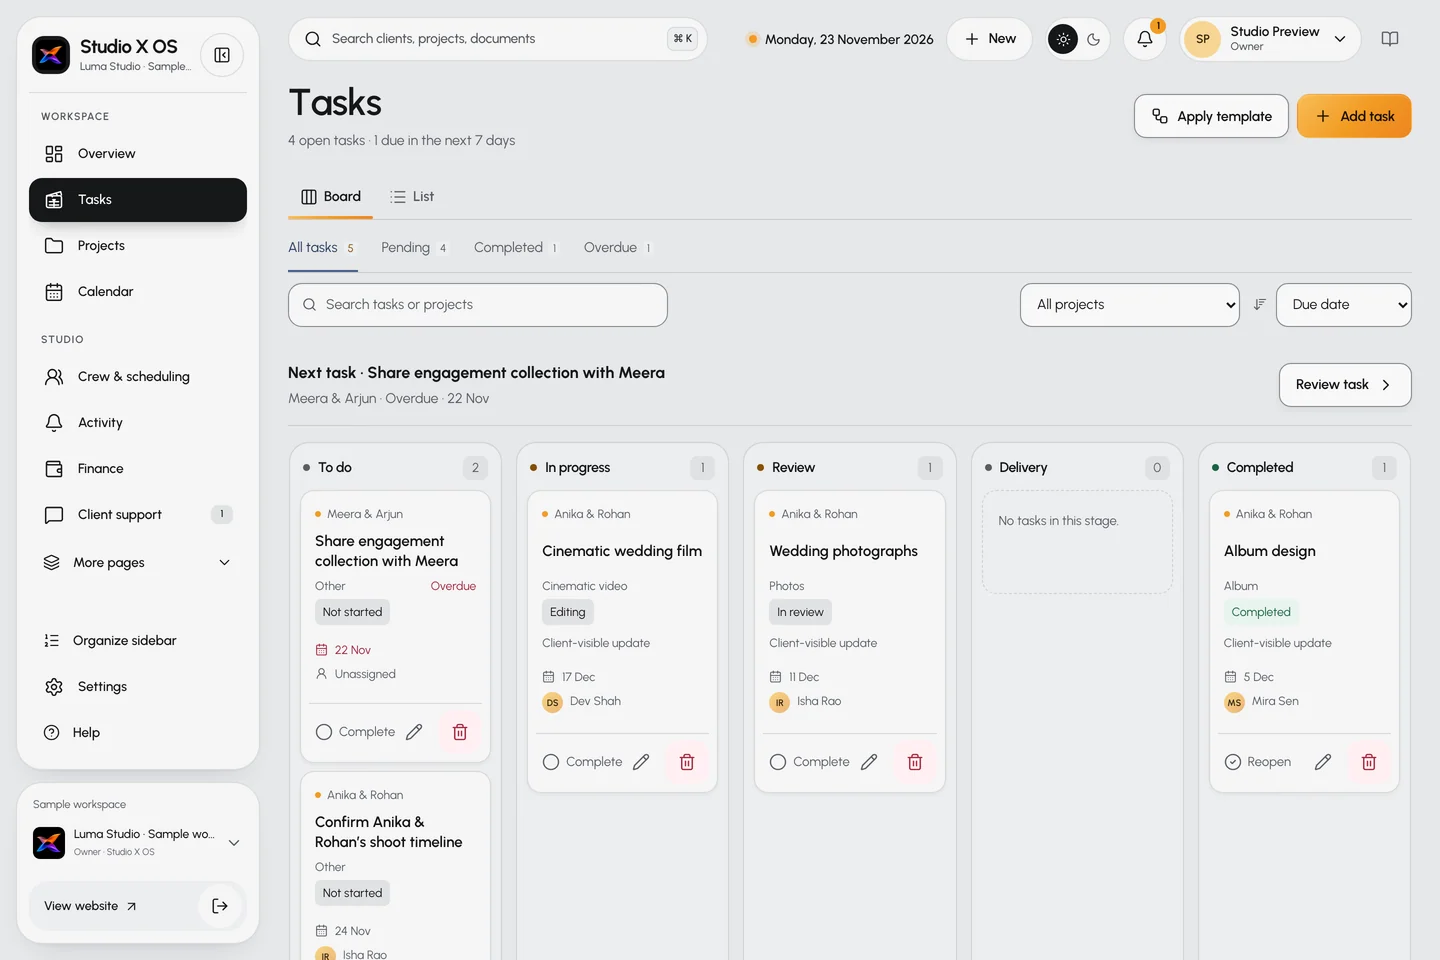 Studio X OS
Luma Studio · Sample...
WORKSPACE
Overview
Tasks
Projects
Calendar
STUDIO
Crew & scheduling
Activity
Finance
Client support 1
More pages
Organize sidebar
Settings
Help
Sample workspace
Luma Studio · Sample wo...
Owner · Studio X OS
View website
Search clients, projects, documents
⌘ K
Monday, 23 November 2026
New
1
SP
Studio Preview
Owner
Tasks
4 open tasks · 1 due in the next 7 days
Apply template
Add task
Board
List
All tasks 5
Pending 4
Completed 1
Overdue 1
Search tasks or projects
All projects
Due date
Next task · Share engagement collection with Meera
Meera & Arjun · Overdue · 22 Nov
Review task
To do 2
Meera & Arjun
Share engagement
collection with Meera
Other Overdue
Not started
22 Nov
Unassigned
Complete
Anika & Rohan
Confirm Anika &
Rohan's shoot timeline
Other
Not started
24 Nov
IR Isha Rao
In progress 1
Anika & Rohan
Cinematic wedding film
Cinematic video
Editing
Client-visible update
17 Dec
DS Dev Shah
Complete
Review 1
Anika & Rohan
Wedding photographs
Photos
In review
Client-visible update
11 Dec
IR Isha Rao
Complete
Delivery 0
No tasks in this stage.
Completed 1
Anika & Rohan
Album design
Album
Completed
Client-visible update
5 Dec
MS Mira Sen
Reopen